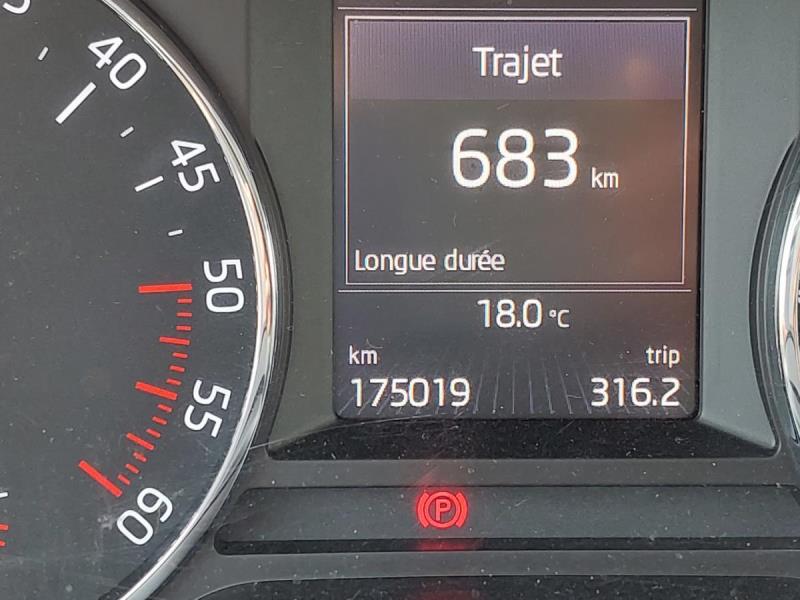 40
45
50
55
60
Trajet
683 km
Longue durée
18.0 °C
km trip
175019 316.2
P